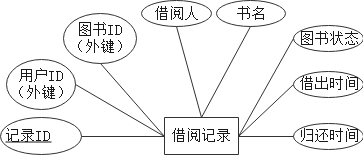 借阅人
书名
图书ID
（外键）
图书状态
用户ID
（外键）
借出时间
记录ID
借阅记录
归还时间